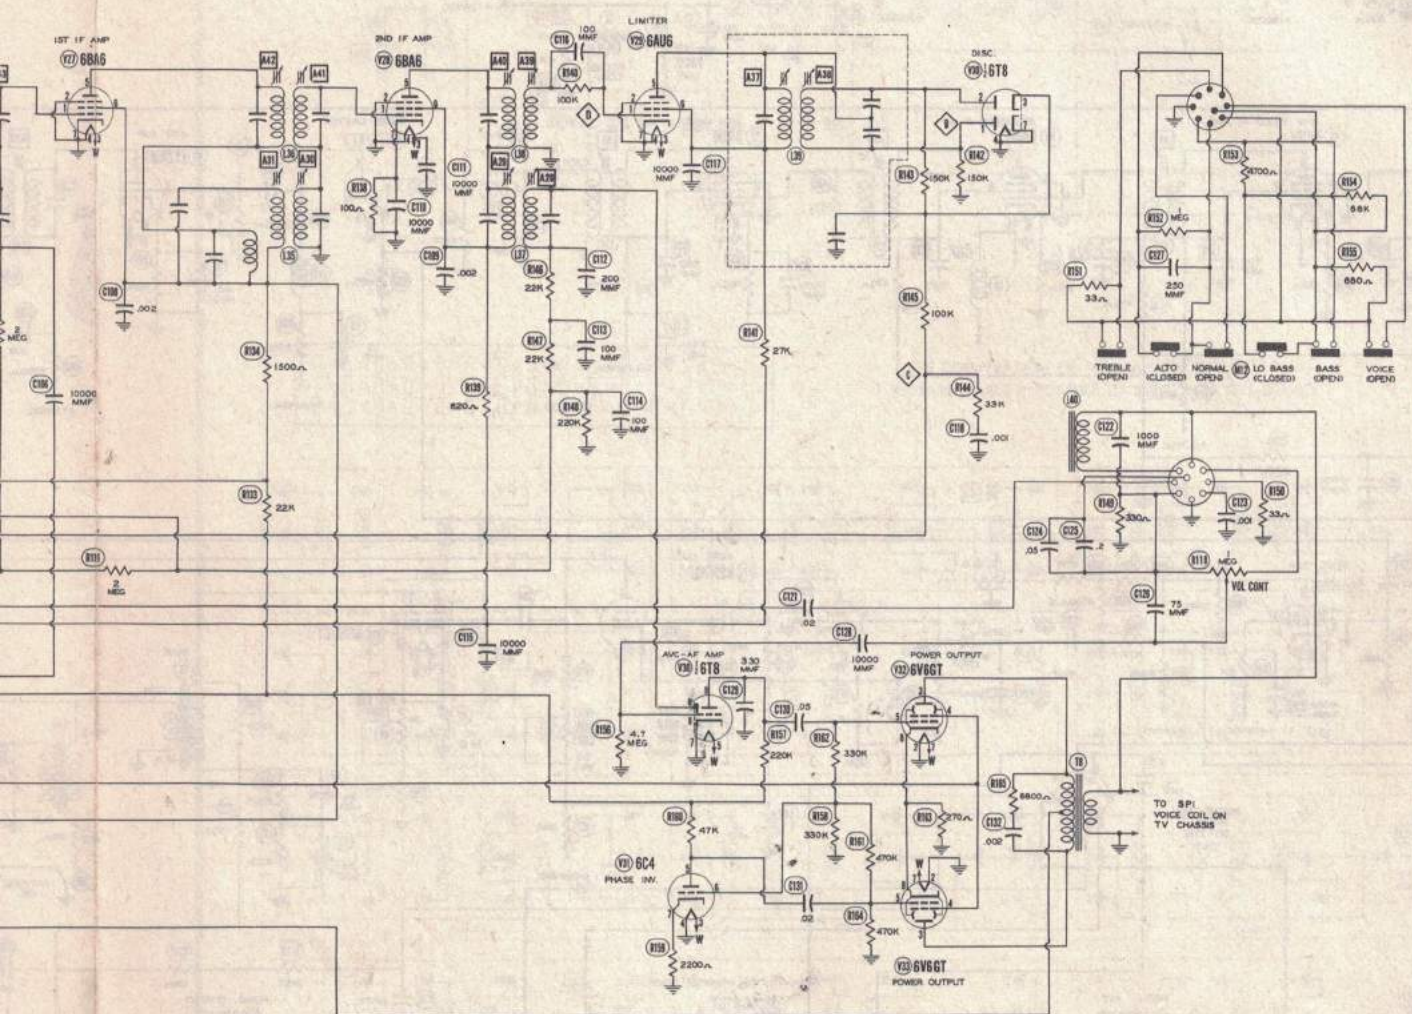 LIMITER
V29 6AU6
1ST IF AMP
V27 6BA6
2ND IF AMP
V28 6BA6
C116 100 MMF
R140
100K
DISC.
V30 ½6T8
A42
A41
A40
A39
A37
A38
D
B
L36
A31
A30
L35
L38
A29
A28
L37
L39
C111
10000 MMF
C117
10000 MMF
R138
100Ω
C110
10000 MMF
C109
.002
R143
150K
R142
150K
R153
4700Ω
R154
68K
R152 1 MEG
C127
250 MMF
R155
680Ω
R151
33Ω
C108
.002
R146
22K
C112
200 MMF
R145
100K
2 MEG
R134
1500Ω
R147
22K
C113
100 MMF
R141
27K
TREBLE (OPEN)
ALTO (CLOSED)
NORMAL (OPEN)
M12
LO BASS (CLOSED)
BASS (OPEN)
VOICE (OPEN)
C106
10000 MMF
R139
820Ω
C
R144
C114
100 MMF
R148
220K
C118
.001
L40
C122
1000 MMF
R133
22K
R149
330Ω
C123
.001
R150
33Ω
C124
.05
C125
.2
2 MEG
R118 1 MEG
VOL CONT
C121
.02
C126
75 MMF
C115
10000 MMF
C128
10000 MMF
AVC-AF AMP
V30 ½6T8
330 MMF
C129
POWER OUTPUT
V32 6V6GT
C130 .05
R156
4.7 MEG
R157
220K
R162
330K
R165
6800Ω
T8
R160
47K
R158
330K
R161
470K
R163
270Ω
C132
.002
TO SP1
VOICE COIL ON
TV CHASSIS
V31 6C4
PHASE INV.
C131
.02
R164
470K
R159
2200Ω
V33 6V6GT
POWER OUTPUT